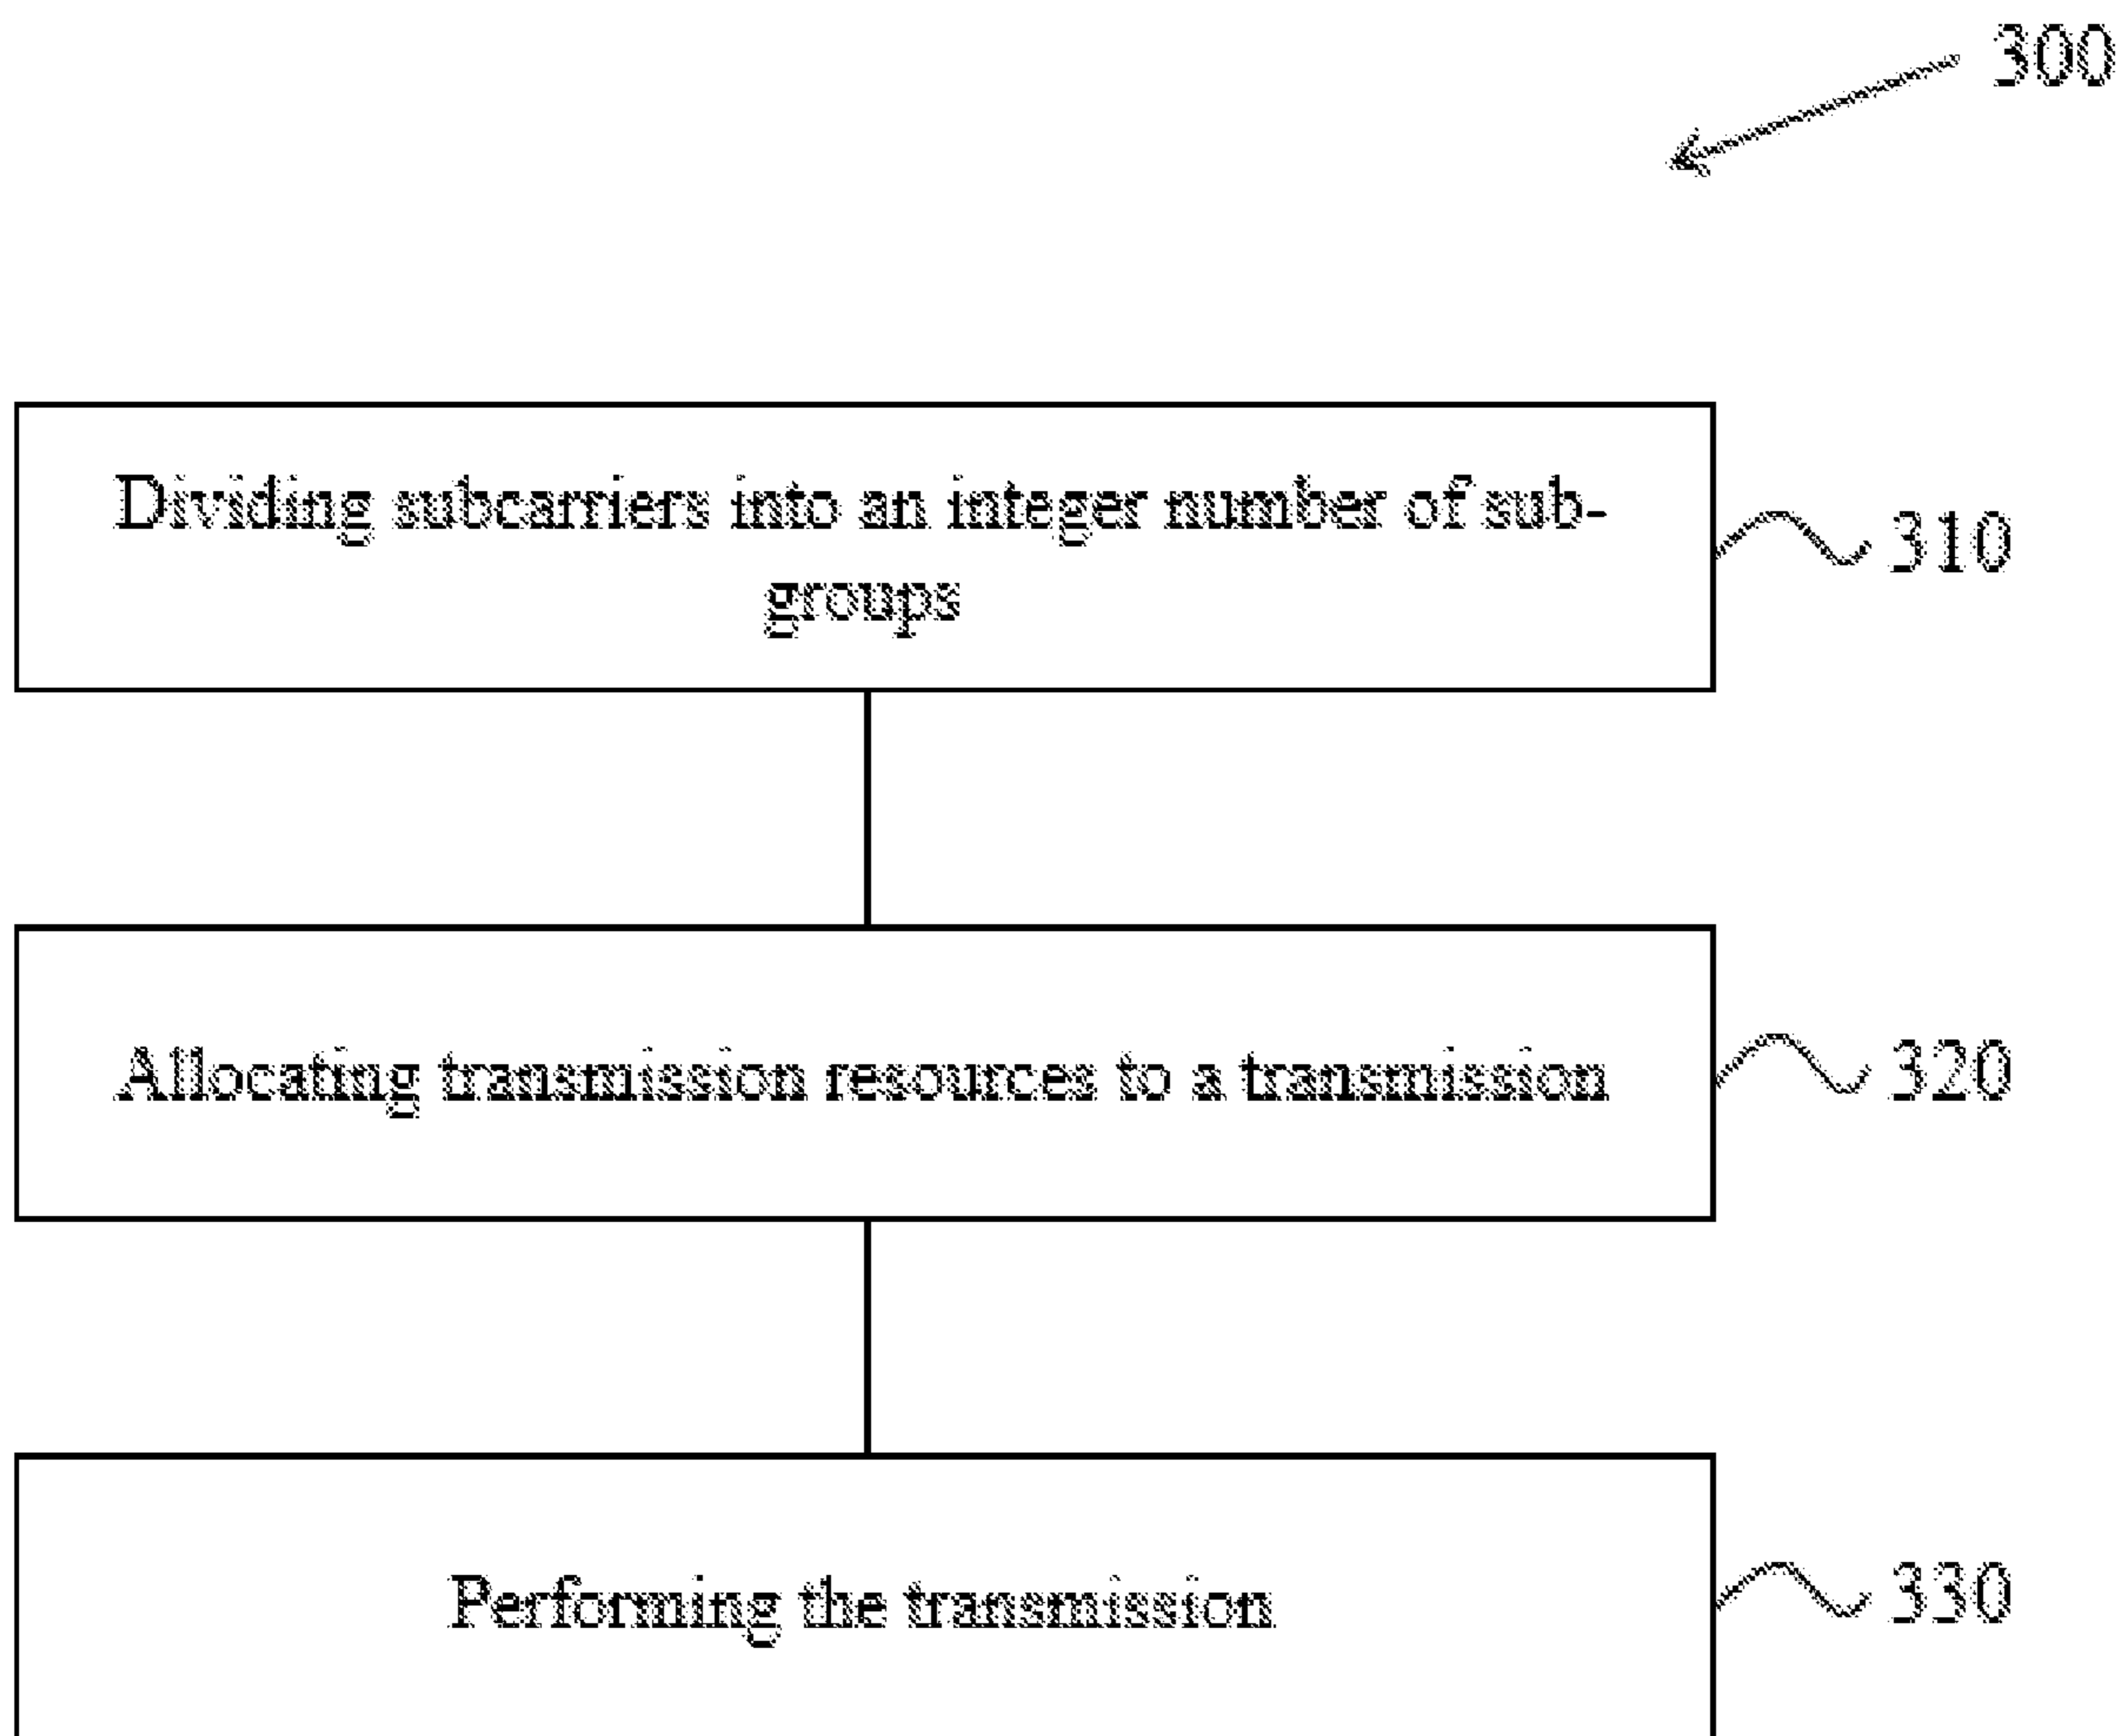 300
Dividing subcarriers into an integer number of sub-
groups
310
Allocating transmission resources to a transmission
320
Performing the transmission
330